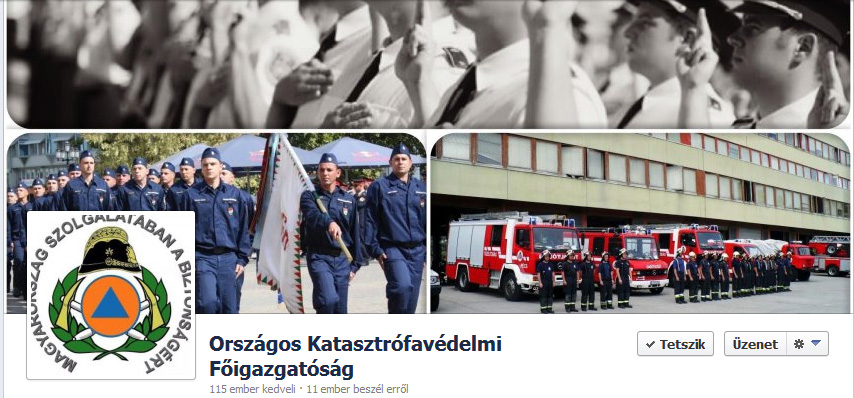 MAGYARORSZÁG SZOLGÁLATÁBAN A BIZTONSÁGÉRT
Országos Katasztrófavédelmi
Főigazgatóság
115 ember kedveli · 11 ember beszél erről
Tetszik
Üzenet